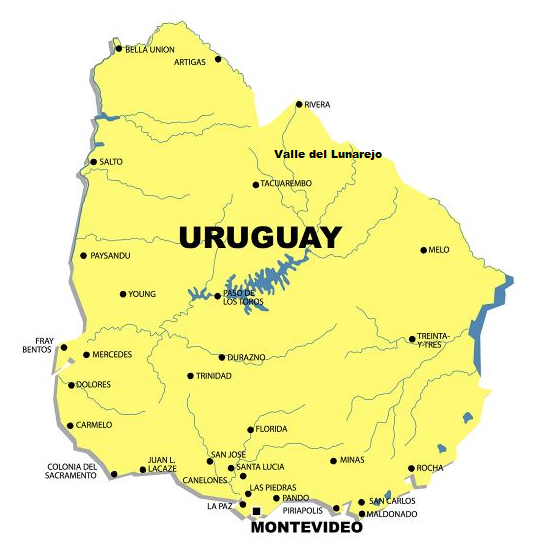 BELLA UNION
ARTIGAS
RIVERA
Valle del Lunarejo
SALTO
TACUAREMBO
URUGUAY
MELO
PAYSANDU
YOUNG
PASO DE
LOS TOROS
FRAY
BENTOS
MERCEDES
DURAZNO
TREINTA-
Y-TRES
TRINIDAD
DOLORES
CARMELO
FLORIDA
COLONIA DEL
SACRAMENTO
JUAN L.
LACAZE
SAN JOSE
SANTA LUCIA
MINAS
ROCHA
CANELONES
LAS PIEDRAS
PANDO
SAN CARLOS
LA PAZ
PIRIAPOLIS
MALDONADO
MONTEVIDEO